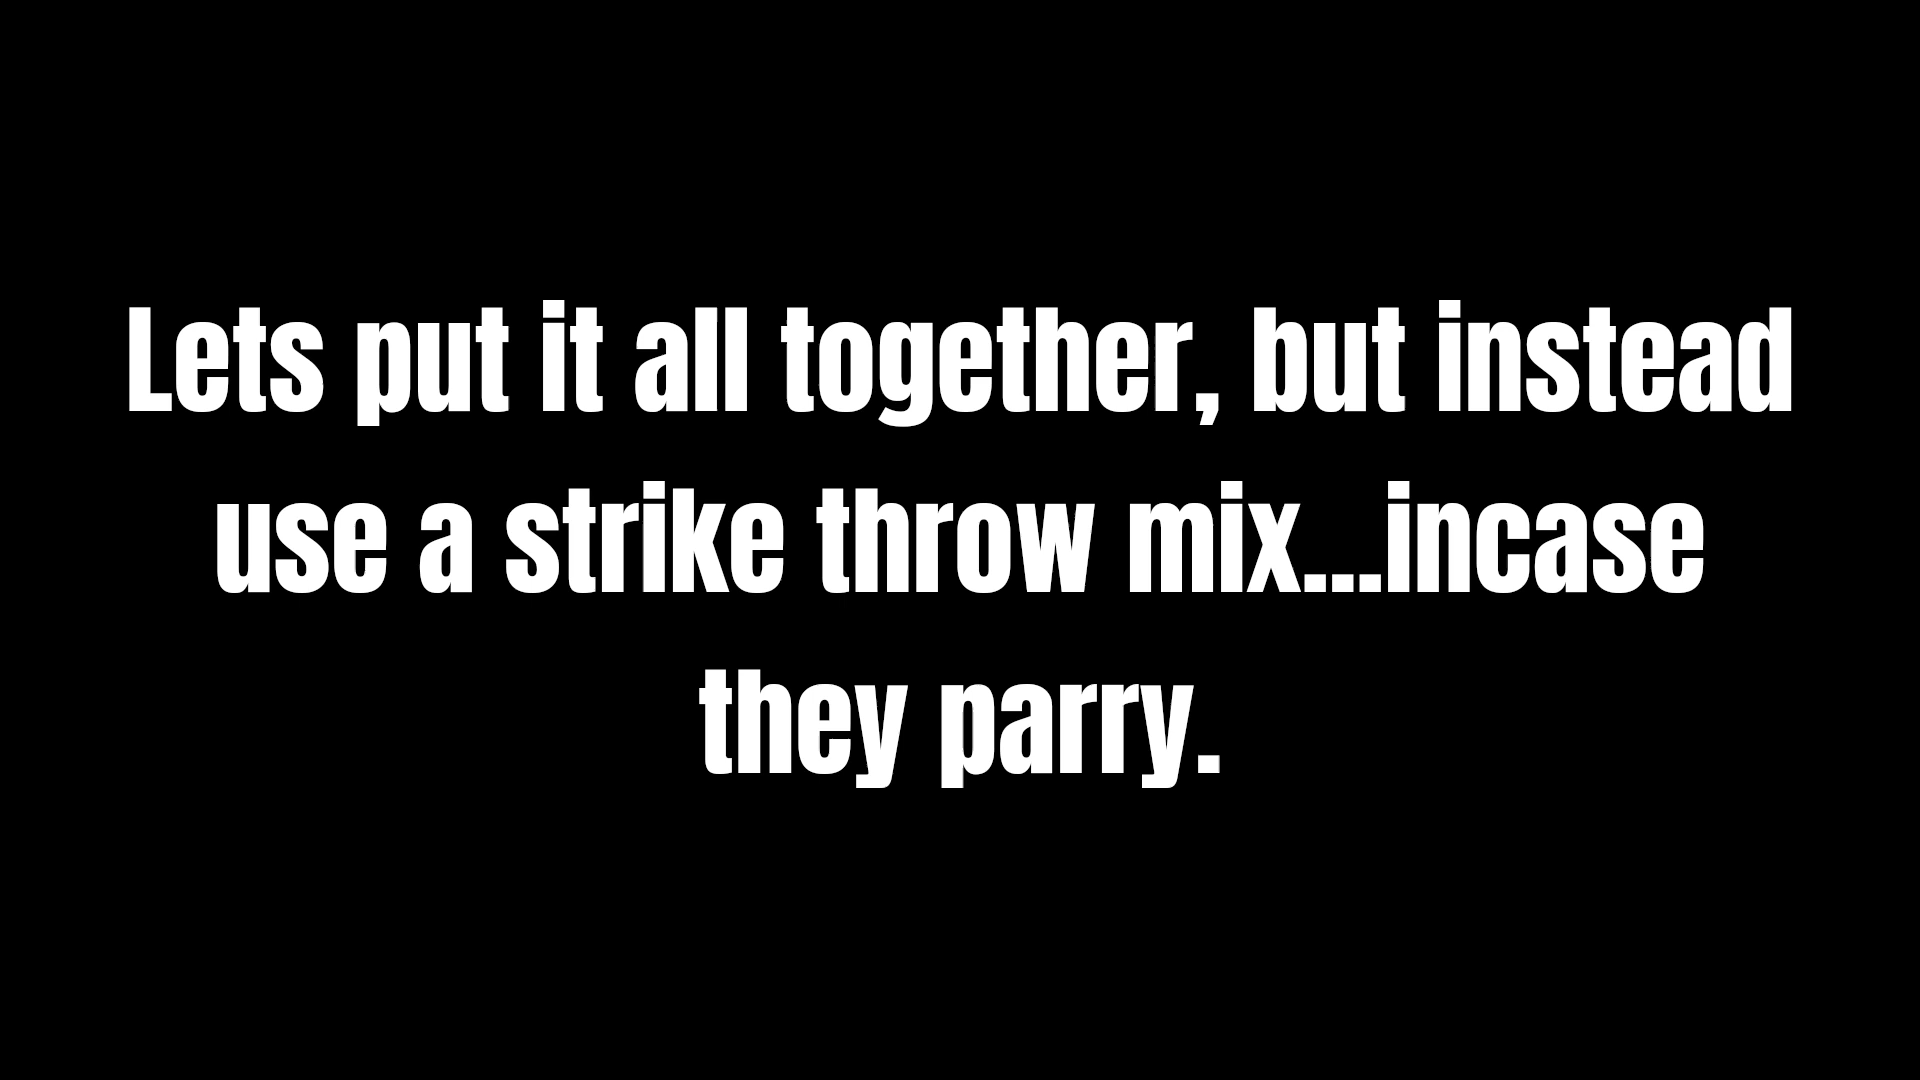 Lets put it all together, but instead
use a strike throw mix...incase
they parry.